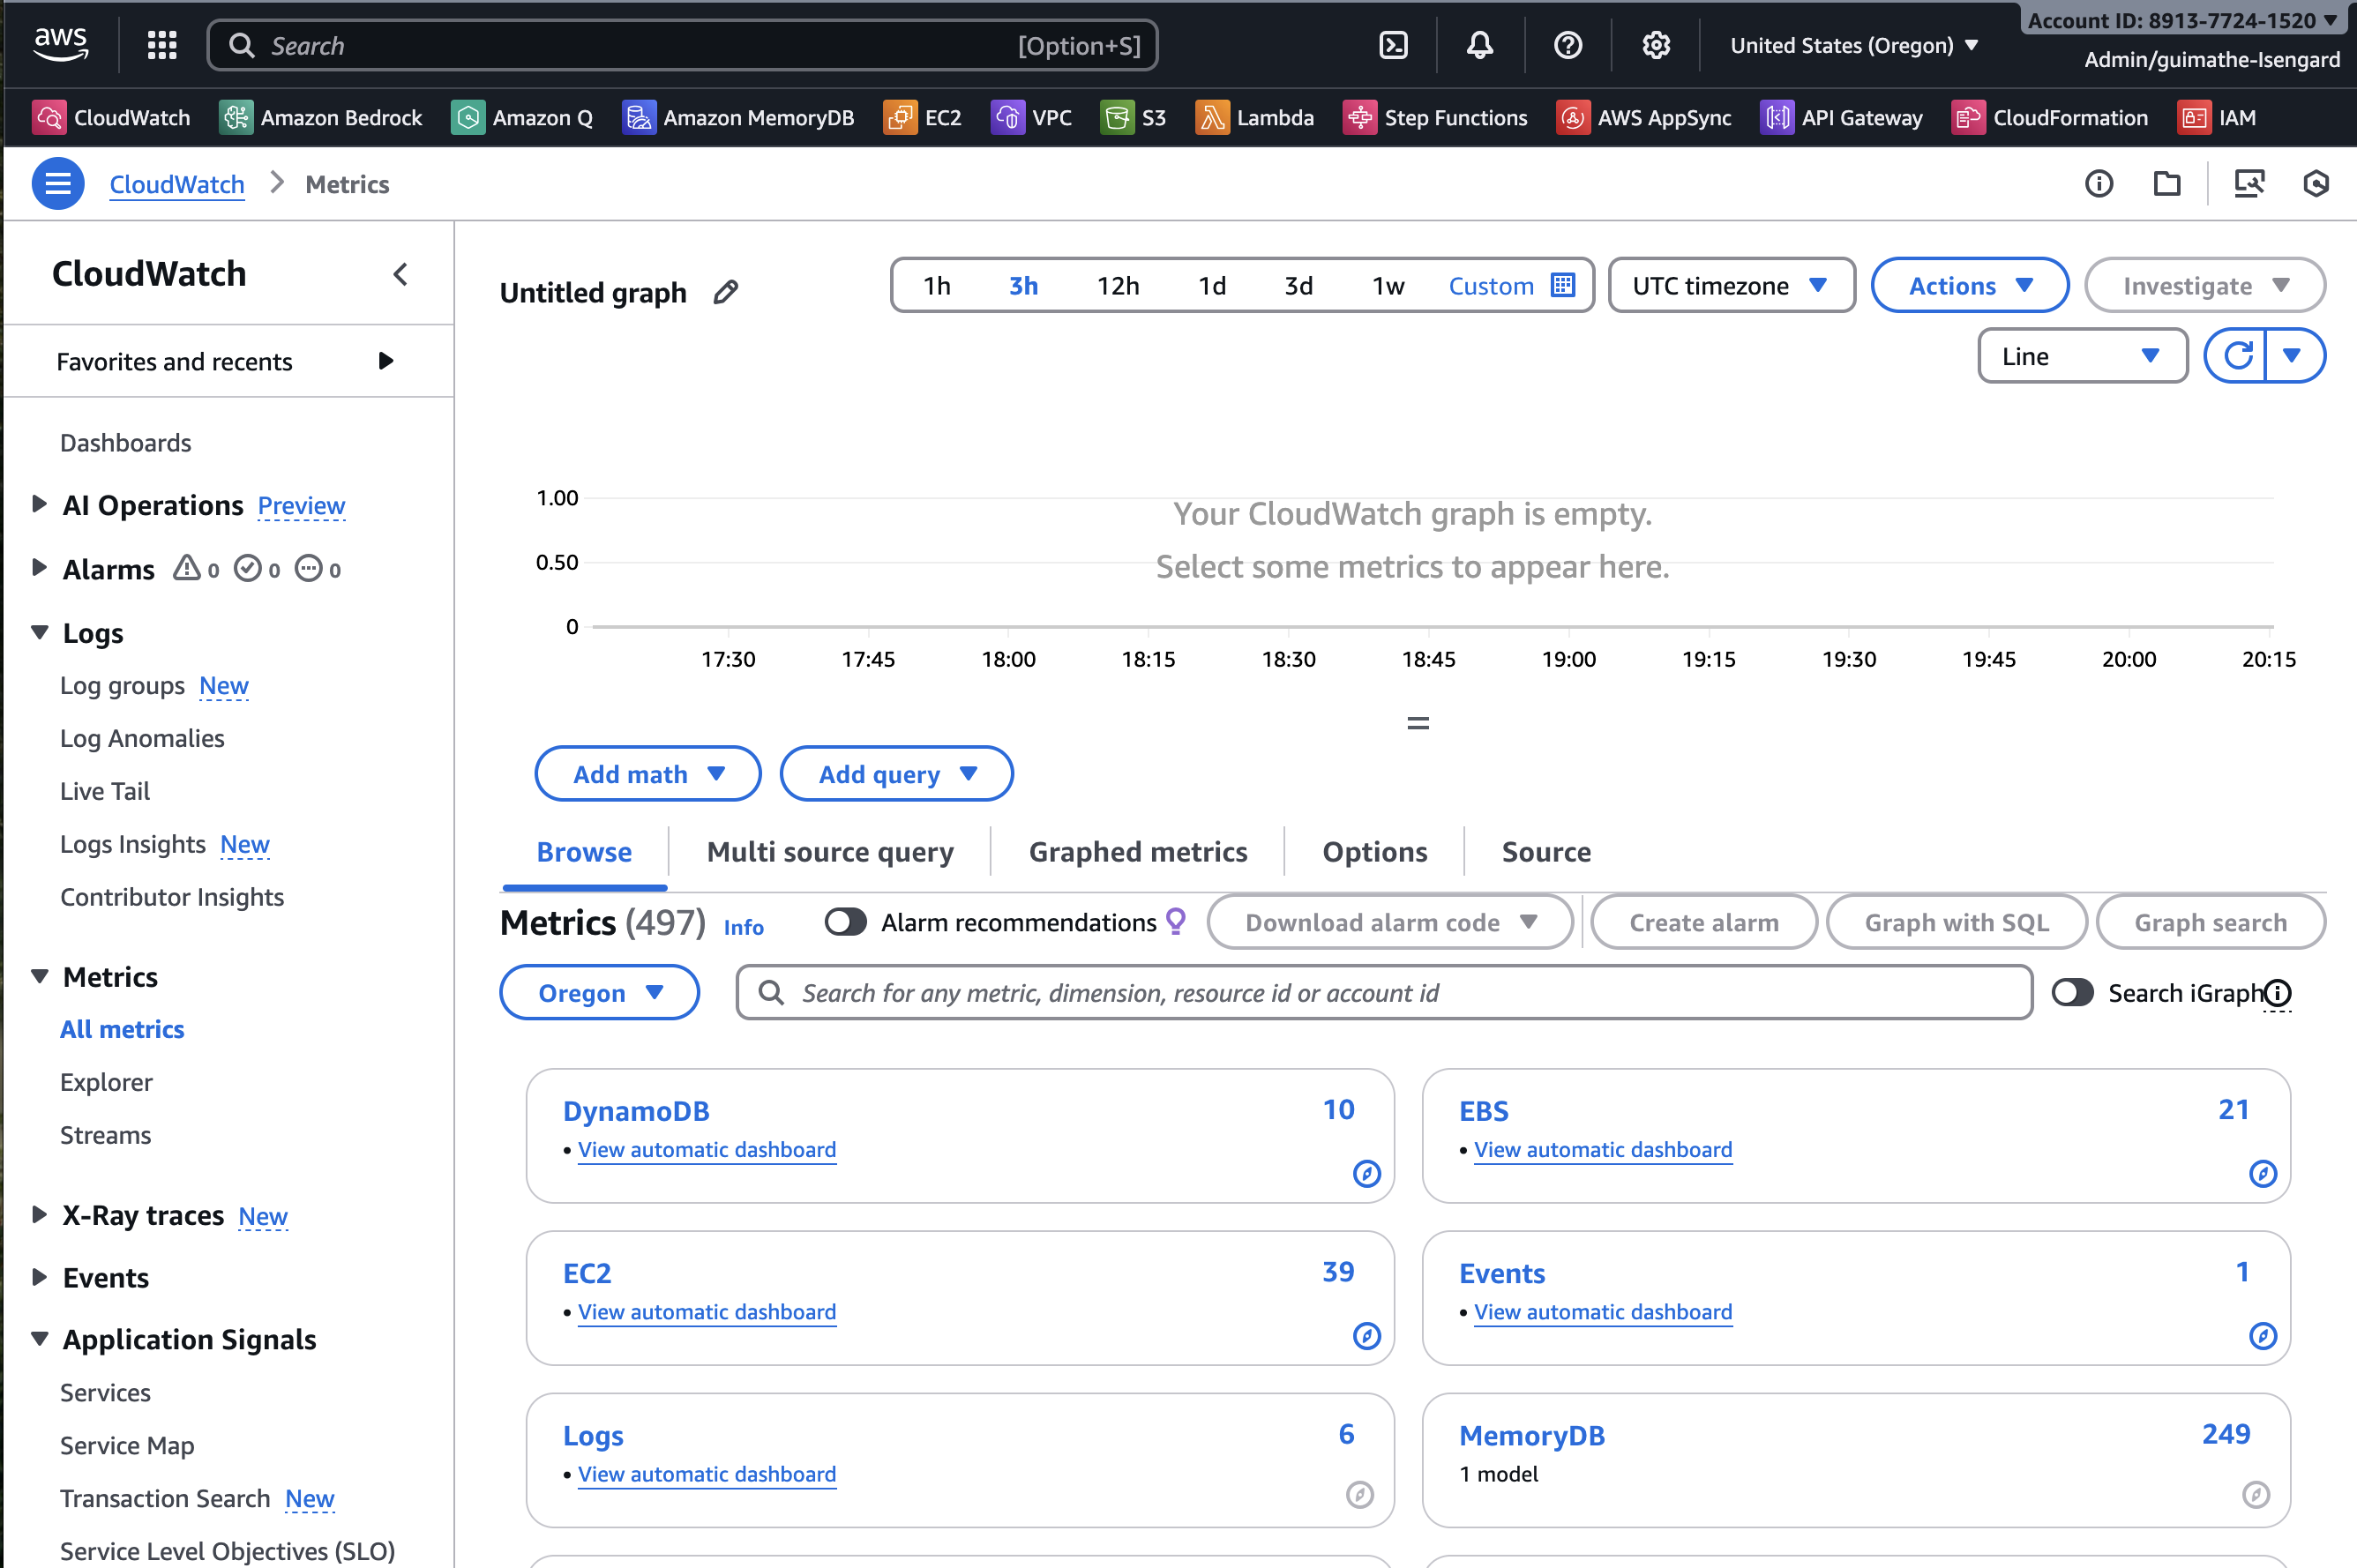 Account ID: 8913-7724-1520
aws
Search [Option+S]
United States (Oregon)
Admin/guimathe-Isengard
CloudWatch Amazon Bedrock Amazon Q Amazon MemoryDB EC2 VPC S3 Lambda Step Functions AWS AppSync API Gateway CloudFormation IAM
CloudWatch Metrics
CloudWatch
Favorites and recents
Dashboards
AI Operations Preview
Alarms 0 0 0
Logs
Log groups New
Log Anomalies
Live Tail
Logs Insights New
Contributor Insights
Metrics
All metrics
Explorer
Streams
X-Ray traces New
Events
Application Signals
Services
Service Map
Transaction Search New
Service Level Objectives (SLO)
Untitled graph
1h 3h 12h 1d 3d 1w Custom
UTC timezone
Actions
Investigate
Line
1.00
Your CloudWatch graph is empty.
0.50
Select some metrics to appear here.
0
17:30 17:45 18:00 18:15 18:30 18:45 19:00 19:15 19:30 19:45 20:00 20:15
Add math Add query
Browse Multi source query Graphed metrics Options Source
Metrics (497) Info Alarm recommendations Download alarm code Create alarm Graph with SQL Graph search
Oregon Search for any metric, dimension, resource id or account id Search iGraph
DynamoDB 10
• View automatic dashboard
EBS 21
• View automatic dashboard
EC2 39
• View automatic dashboard
Events 1
• View automatic dashboard
Logs 6
• View automatic dashboard
MemoryDB 249
1 model